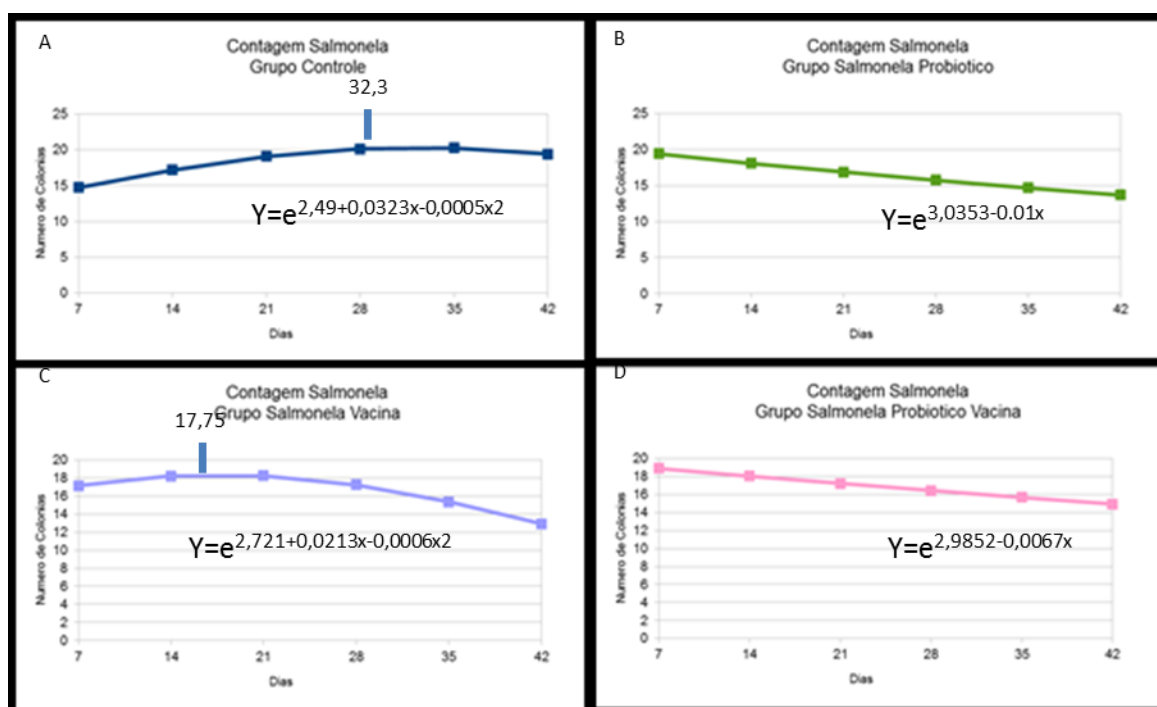 A
Contagem Salmonela
Grupo Controle
32,3
25
20
15
10
5
0
Numero de Colonias
Y=e2,49+0,0323x-0,0005x2
7 14 21 28 35 42
Dias
B
Contagem Salmonela
Grupo Salmonela Probiotico
25
20
15
10
5
0
Numero de Colonias
Y=e3,0353-0.01x
7 14 21 28 35 42
Dias
C
Contagem Salmonela
Grupo Salmonela Vacina
17,75
20
18
16
14
12
10
8
6
4
2
0
Numero de Colonias
Y=e2,721+0,0213x-0,0006x2
7 14 21 28 35 42
Dias
D
Contagem Salmonela
Grupo Salmonela Probiotico Vacina
20
18
16
14
12
10
8
6
4
2
0
Numero de Colonias
Y=e2,9852-0,0067x
7 14 21 28 35 42
Dias